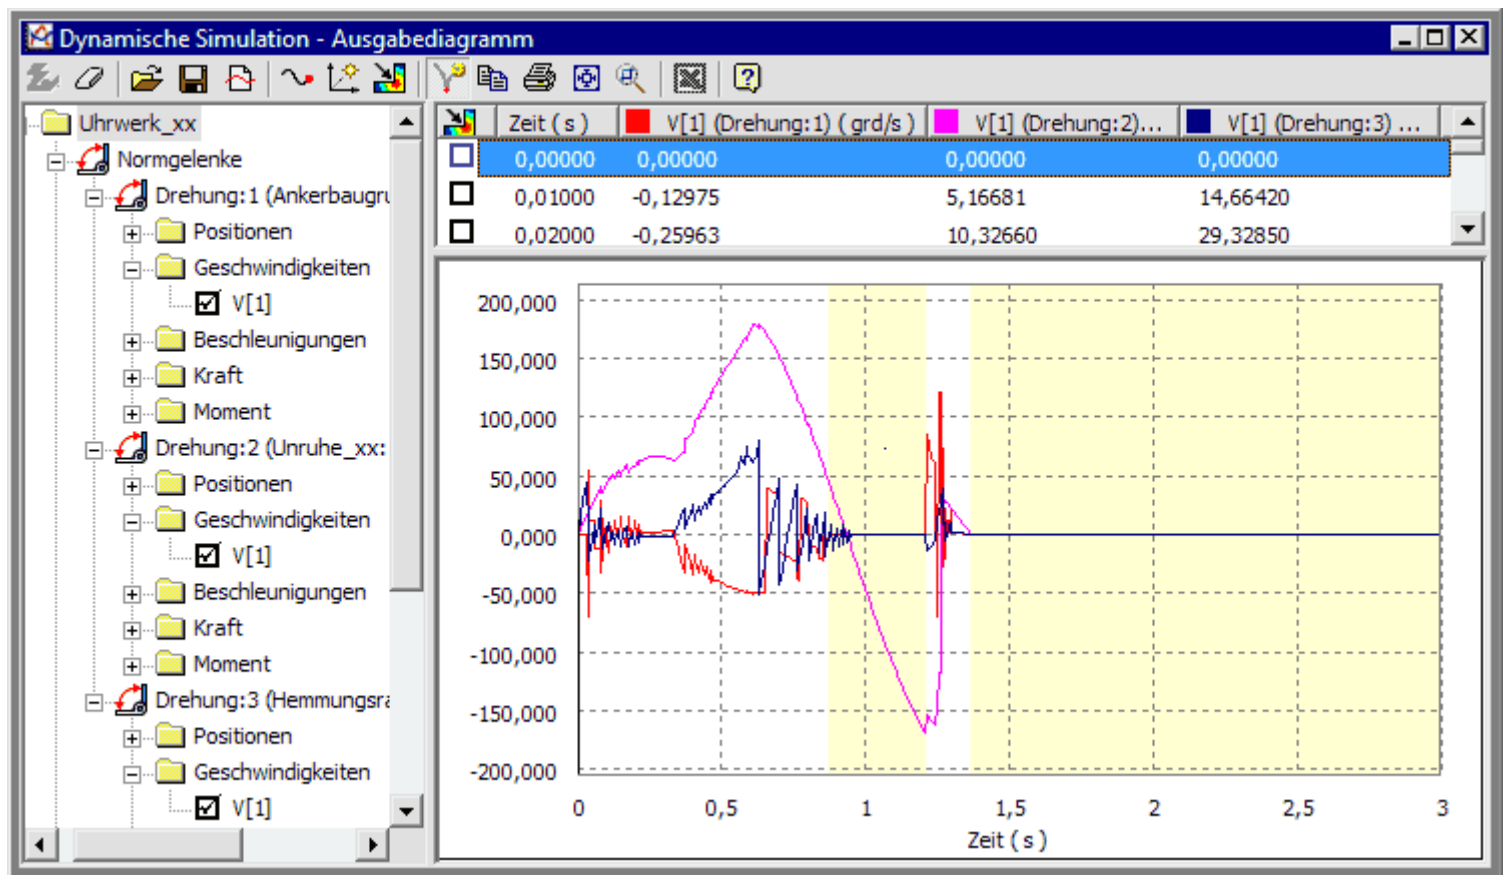 Dynamische Simulation - Ausgabediagramm
Uhrwerk_xx
Normgelenke
Drehung:1 (Ankerbaugru
Positionen
Geschwindigkeiten
V[1]
Beschleunigungen
Kraft
Moment
Drehung:2 (Unruhe_xx:
Positionen
Geschwindigkeiten
V[1]
Beschleunigungen
Kraft
Moment
Drehung:3 (Hemmungsra
Positionen
Geschwindigkeiten
V[1]
Zeit ( s ) V[1] (Drehung:1) ( grd/s ) V[1] (Drehung:2)... V[1] (Drehung:3) ...
0,00000 0,00000 0,00000 0,00000
0,01000 -0,12975 5,16681 14,66420
0,02000 -0,25963 10,32660 29,32850
200,000
150,000
100,000
50,000
0,000
-50,000
-100,000
-150,000
-200,000
0 0,5 1 1,5 2 2,5 3
Zeit ( s )